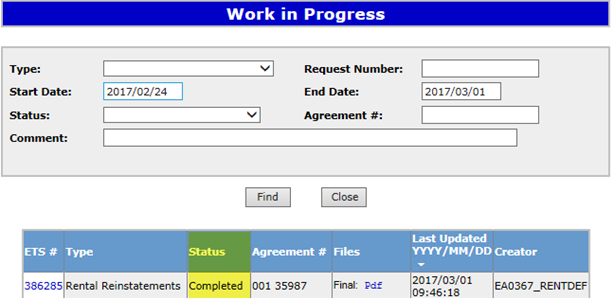 Work in Progress
Type: Request Number:
Start Date: 2017/02/24 End Date: 2017/03/01
Status: Agreement #:
Comment:
Find Close
ETS # Type Status Agreement # Files Last Updated YYYY/MM/DD Creator
386285 Rental Reinstatements Completed 001 35987 Final: Pdf 2017/03/01 09:46:18 EA0367_RENTDEF